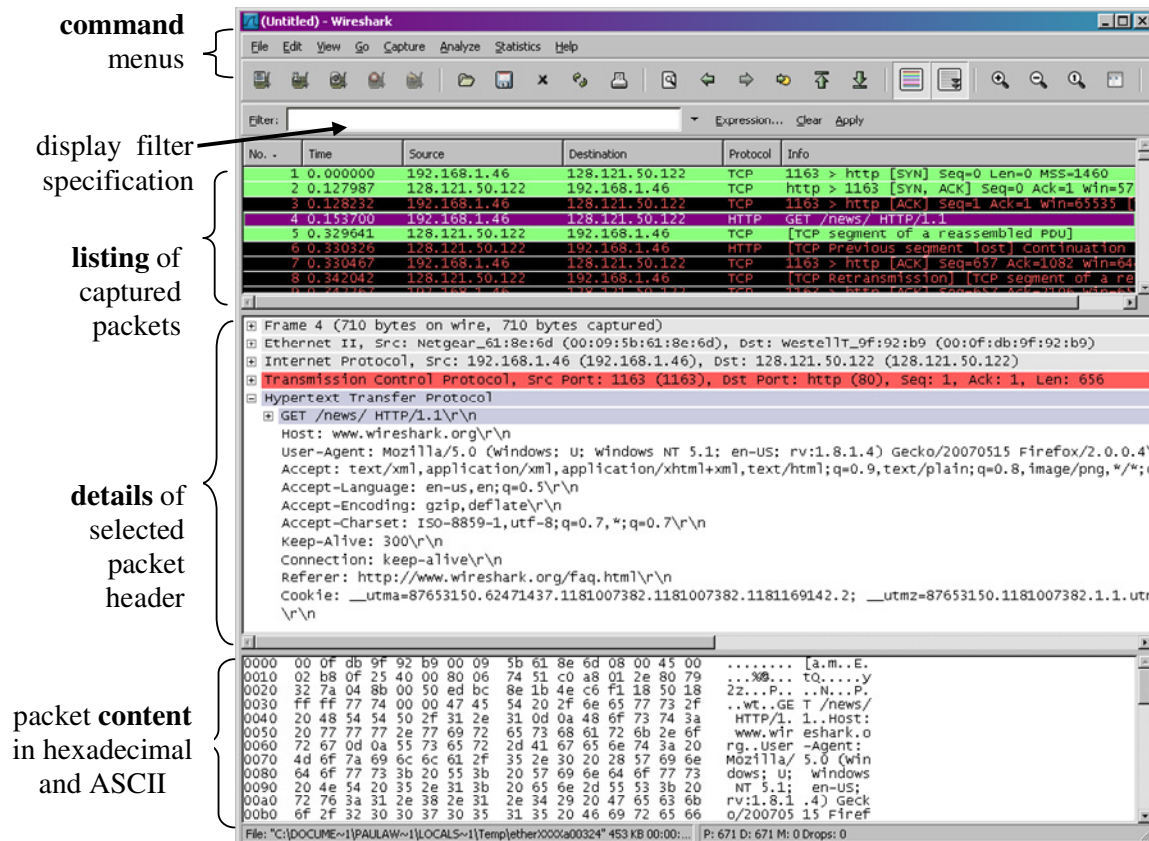 command
menus
display filter
specification
listing of
captured
packets
details of
selected
packet
header
packet content
in hexadecimal
and ASCII
(Untitled) - Wireshark
File Edit View Go Capture Analyze Statistics Help
Filter: Expression... Clear Apply
No. - Time Source Destination Protocol Info
1 0.000000 192.168.1.46 128.121.50.122 TCP 1163 > http [SYN] Seq=0 Len=0 MSS=1460
2 0.127987 128.121.50.122 192.168.1.46 TCP http > 1163 [SYN, ACK] Seq=0 Ack=1 Win=57
3 0.128232 192.168.1.46 128.121.50.122 TCP 1163 > http [ACK] Seq=1 Ack=1 Win=65535 [
4 0.153700 192.168.1.46 128.121.50.122 HTTP GET /news/ HTTP/1.1
5 0.329641 128.121.50.122 192.168.1.46 TCP [TCP segment of a reassembled PDU]
6 0.330326 128.121.50.122 192.168.1.46 HTTP [TCP Previous segment lost] Continuation
7 0.330467 192.168.1.46 128.121.50.122 TCP 1163 > http [ACK] Seq=657 Ack=1082 Win=64
8 0.342042 128.121.50.122 192.168.1.46 TCP [TCP Retransmission] [TCP segment of a re
192.168.1.46 128.121.50.122 TCP 1163 > http [ACK] Seq=657
Frame 4 (710 bytes on wire, 710 bytes captured)
Ethernet II, Src: Netgear_61:8e:6d (00:09:5b:61:8e:6d), Dst: WestellT_9f:92:b9 (00:0f:db:9f:92:b9)
Internet Protocol, Src: 192.168.1.46 (192.168.1.46), Dst: 128.121.50.122 (128.121.50.122)
Transmission Control Protocol, Src Port: 1163 (1163), Dst Port: http (80), Seq: 1, Ack: 1, Len: 656
Hypertext Transfer Protocol
GET /news/ HTTP/1.1\r\n
Host: www.wireshark.org\r\n
User-Agent: Mozilla/5.0 (Windows; U; Windows NT 5.1; en-US; rv:1.8.1.4) Gecko/20070515 Firefox/2.0.0.4\
Accept: text/xml,application/xml,application/xhtml+xml,text/html;q=0.9,text/plain;q=0.8,image/png,*/*;
Accept-Language: en-us,en;q=0.5\r\n
Accept-Encoding: gzip,deflate\r\n
Accept-Charset: ISO-8859-1,utf-8;q=0.7,*;q=0.7\r\n
Keep-Alive: 300\r\n
Connection: keep-alive\r\n
Referer: http://www.wireshark.org/faq.html\r\n
Cookie: __utma=87653150.62471437.1181007382.1181007382.1181169142.2; __utmz=87653150.1181007382.1.1.utm
\r\n
0000 00 0f db 9f 92 b9 00 09 5b 61 8e 6d 08 00 45 00 ........ [a.m..E.
0010 02 b8 0f 25 40 00 80 06 74 51 c0 a8 01 2e 80 79 ...%@... tQ.....y
0020 32 7a 04 8b 00 50 ed bc 8e 1b 4e c6 f1 18 50 18 2z...P.. ..N...P.
0030 ff ff 77 74 00 00 47 45 54 20 2f 6e 65 77 73 2f ..wt..GE T /news/
0040 20 48 54 54 50 2f 31 2e 31 0d 0a 48 6f 73 74 3a HTTP/1. 1..Host:
0050 20 77 77 77 2e 77 69 72 65 73 68 61 72 6b 2e 6f www.wir eshark.o
0060 72 67 0d 0a 55 73 65 72 2d 41 67 65 6e 74 3a 20 rg..User -Agent:
0070 4d 6f 7a 69 6c 6c 61 2f 35 2e 30 20 28 57 69 6e Mozilla/ 5.0 (Win
0080 64 6f 77 73 3b 20 55 3b 20 57 69 6e 64 6f 77 73 dows; U; Windows
0090 20 4e 54 20 35 2e 31 3b 20 65 6e 2d 55 53 3b 20 NT 5.1; en-US;
00a0 72 76 3a 31 2e 38 2e 31 2e 34 29 20 47 65 63 6b rv:1.8.1 .4) Geck
00b0 6f 2f 32 30 30 37 30 35 31 35 20 46 69 72 65 66 o/200705 15 Firef
File: "C:\DOCUME~1\PAULAW~1\LOCALS~1\Temp\etherXXXXa00324" 453 KB 00:00:... P: 671 D: 671 M: 0 Drops: 0